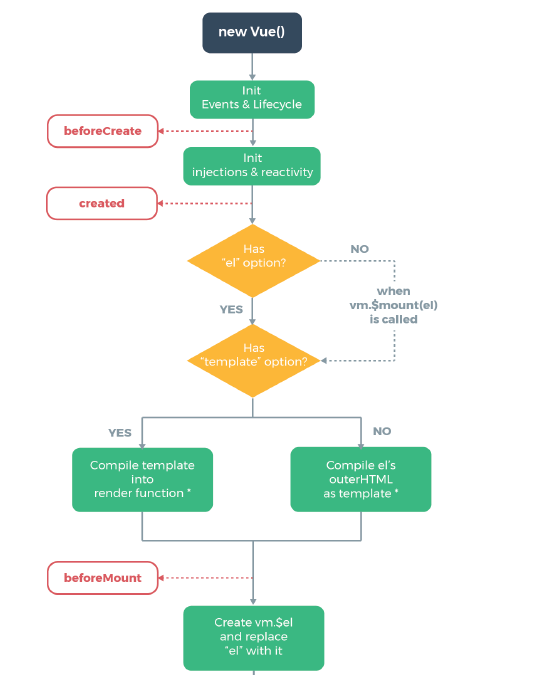 new Vue()
Init
Events & Lifecycle
beforeCreate
Init
injections & reactivity
created
Has
“el” option?
NO
when
vm.$mount(el)
is called
YES
Has
“template” option?
YES
NO
Compile template
into
render function *
Compile el’s
outerHTML
as template *
beforeMount
Create vm.$el
and replace
“el” with it